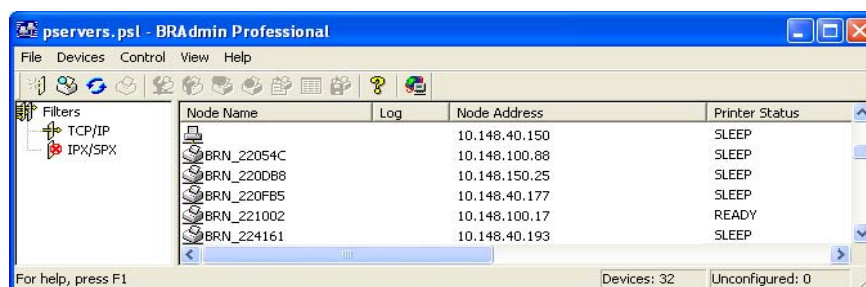 pservers.psl - BRAdmin Professional
File Devices Control View Help
Filters
TCP/IP
IPX/SPX
Node Name Log Node Address Printer Status
10.148.40.150 SLEEP
BRN_22054C 10.148.100.88 SLEEP
BRN_220DB8 10.148.150.25 SLEEP
BRN_220FB5 10.148.40.177 SLEEP
BRN_221002 10.148.100.17 READY
BRN_224161 10.148.40.193 SLEEP
For help, press F1 Devices: 32 Unconfigured: 0